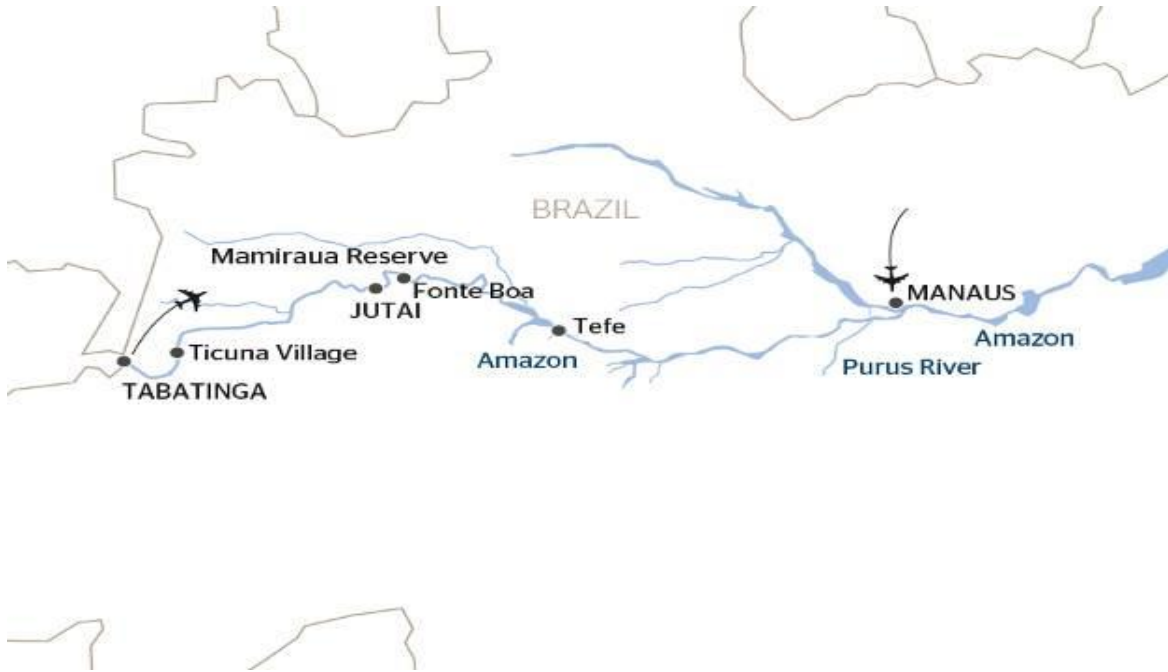 BRAZIL
Mamiraua Reserve
Fonte Boa
MANAUS
JUTAI
Tefe
Amazon
Ticuna Village
Amazon
Purus River
TABATINGA